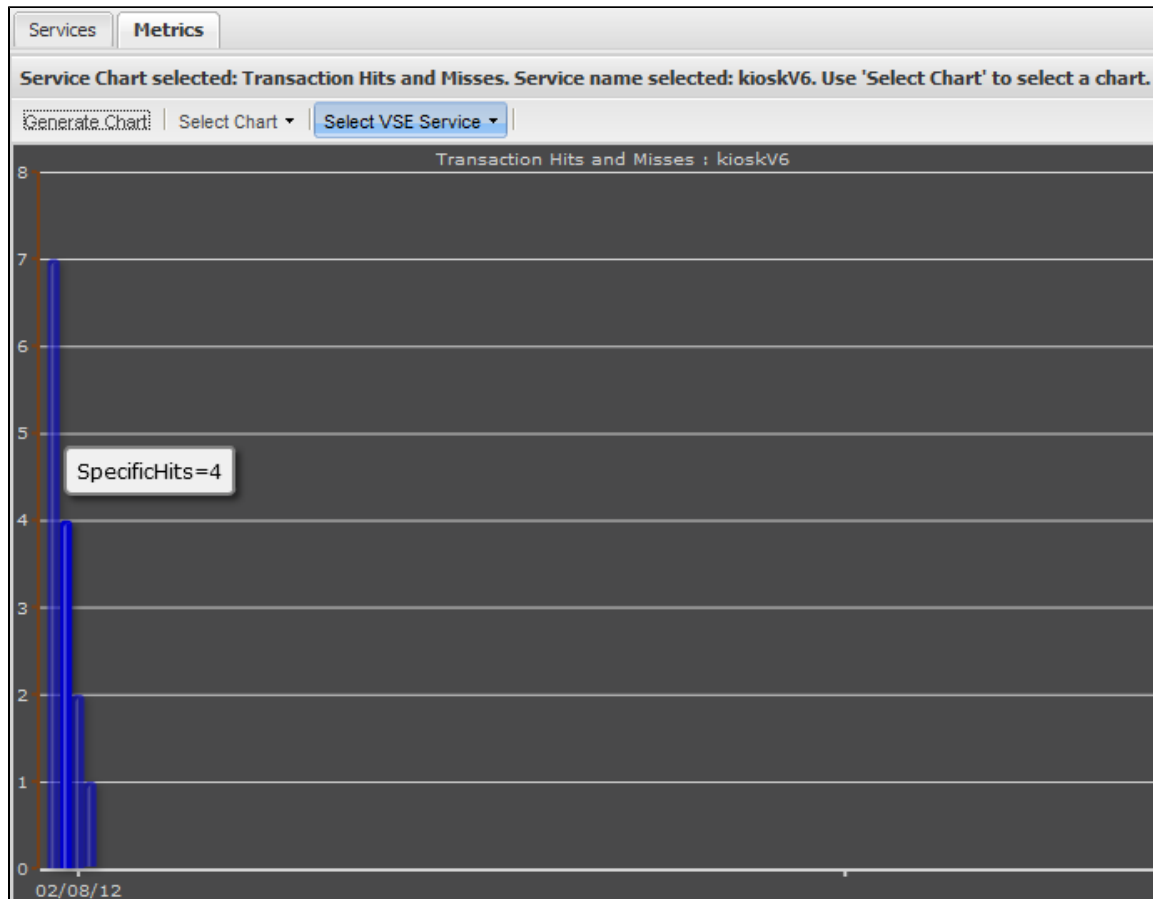 Services Metrics
Service Chart selected: Transaction Hits and Misses. Service name selected: kioskV6. Use 'Select Chart' to select a chart.
Generate Chart Select Chart Select VSE Service
Transaction Hits and Misses : kioskV6
8
7
6
5
SpecificHits=4
4
3
2
1
0
02/08/12